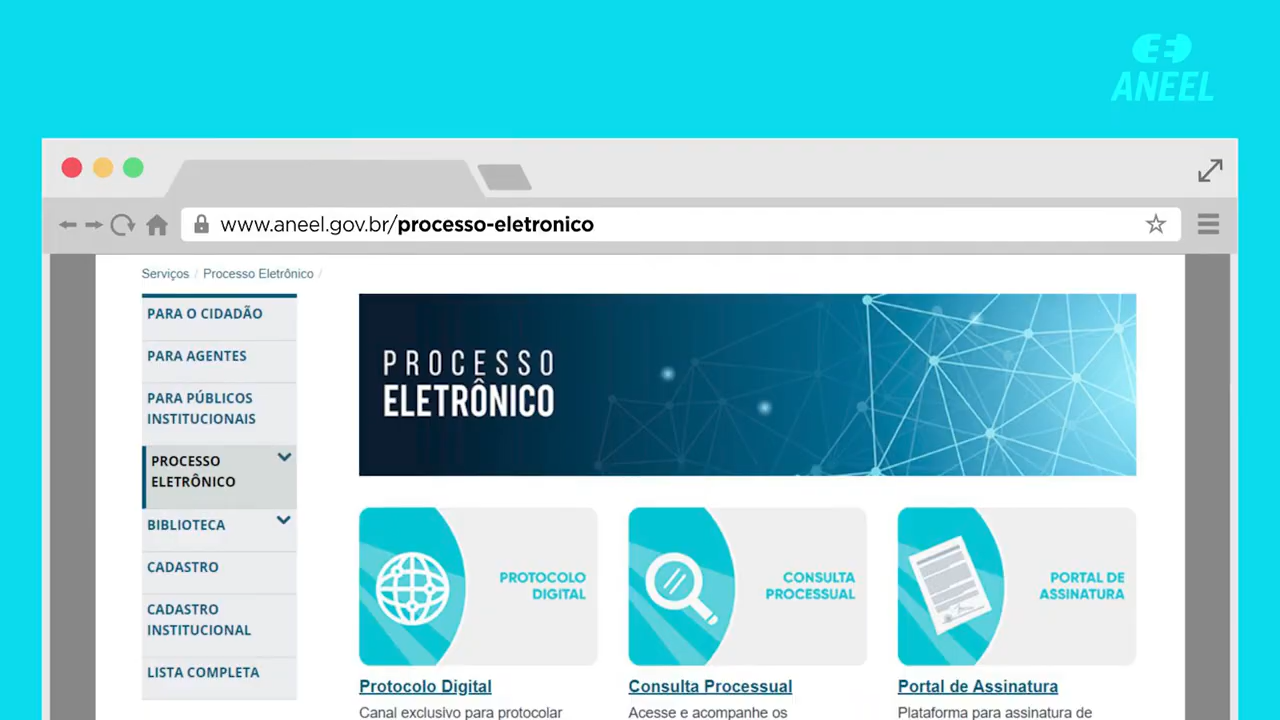 ANEEL
www.aneel.gov.br/processo-eletronico
Serviços / Processo Eletrônico /
PARA O CIDADÃO
PARA AGENTES
PARA PÚBLICOS
INSTITUCIONAIS
PROCESSO
ELETRÔNICO
BIBLIOTECA
CADASTRO
CADASTRO
INSTITUCIONAL
LISTA COMPLETA
PROCESSO
ELETRÔNICO
PROTOCOLO
DIGITAL
Protocolo Digital
Canal exclusivo para protocolar
CONSULTA
PROCESSUAL
Consulta Processual
Acesse e acompanhe os
PORTAL DE
ASSINATURA
Portal de Assinatura
Plataforma para assinatura de